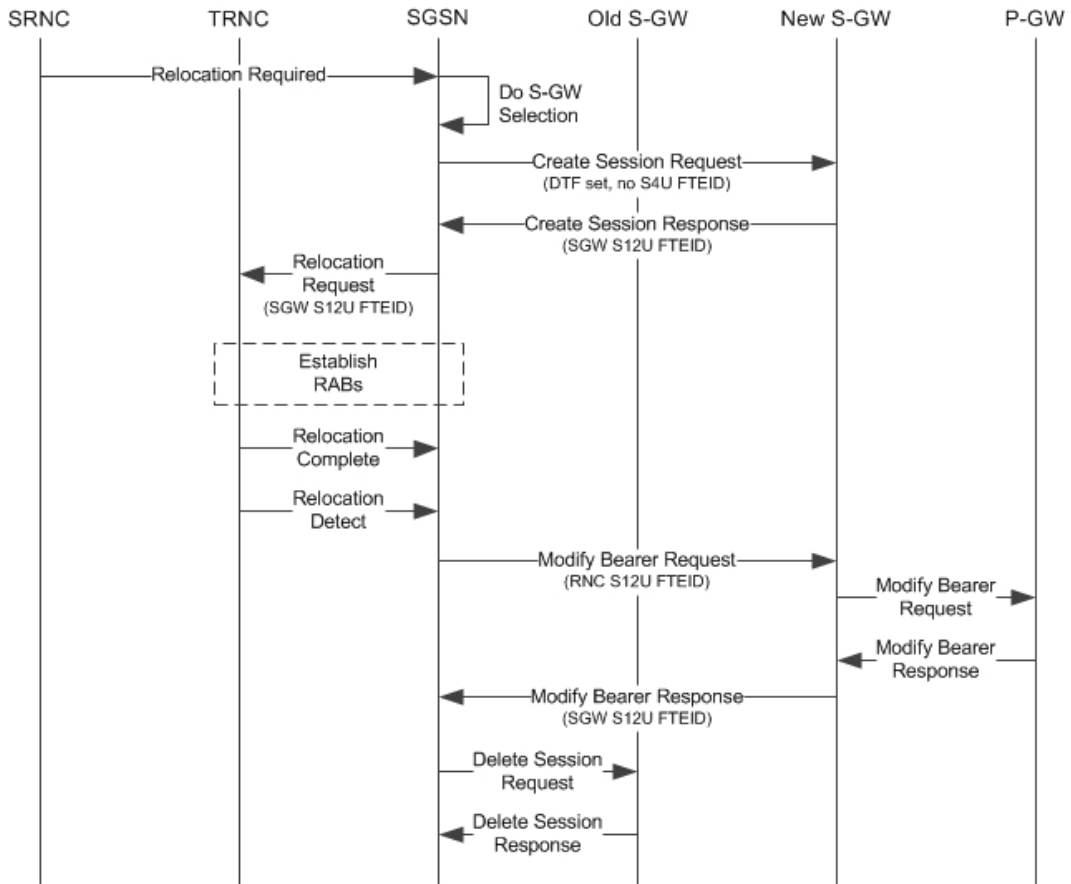 SRNC TRNC SGSN Old S-GW New S-GW P-GW
Relocation Required
Do S-GW
Selection
Create Session Request
(DTF set, no S4U FTEID)
Create Session Response
(SGW S12U FTEID)
Relocation
Request
(SGW S12U FTEID)
Establish
RABs
Relocation
Complete
Relocation
Detect
Modify Bearer Request
(RNC S12U FTEID)
Modify Bearer
Request
Modify Bearer
Response
Modify Bearer Response
(SGW S12U FTEID)
Delete Session
Request
Delete Session
Response